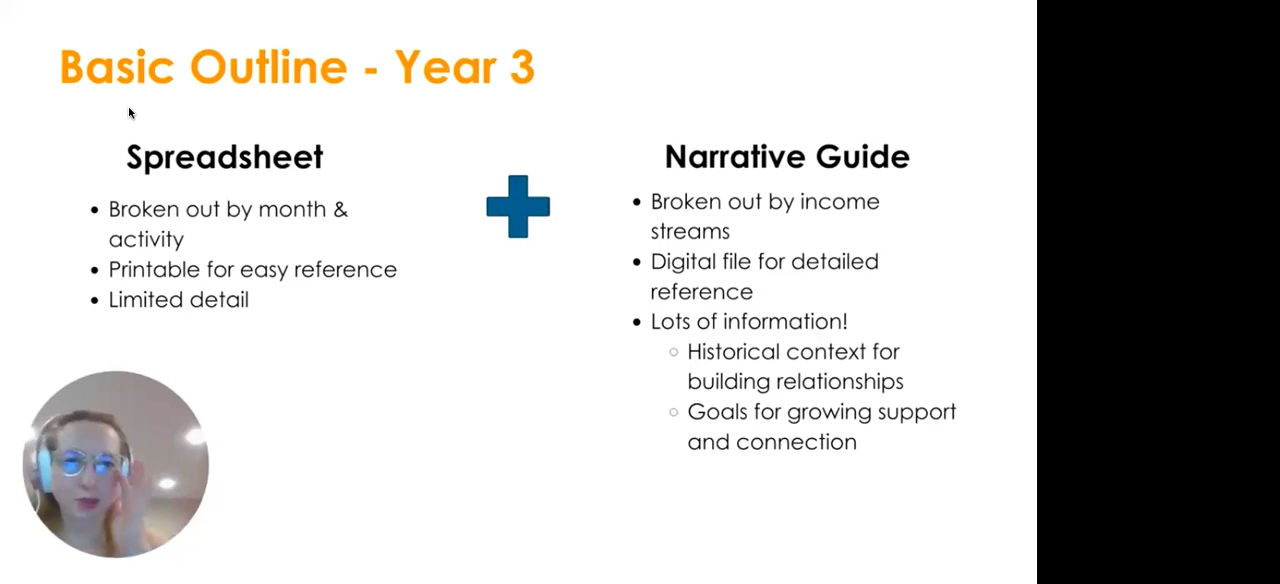 Basic Outline - Year 3
Spreadsheet
• Broken out by month &
activity
• Printable for easy reference
• Limited detail
Narrative Guide
• Broken out by income
streams
• Digital file for detailed
reference
• Lots of information!
○ Historical context for
building relationships
○ Goals for growing support
and connection